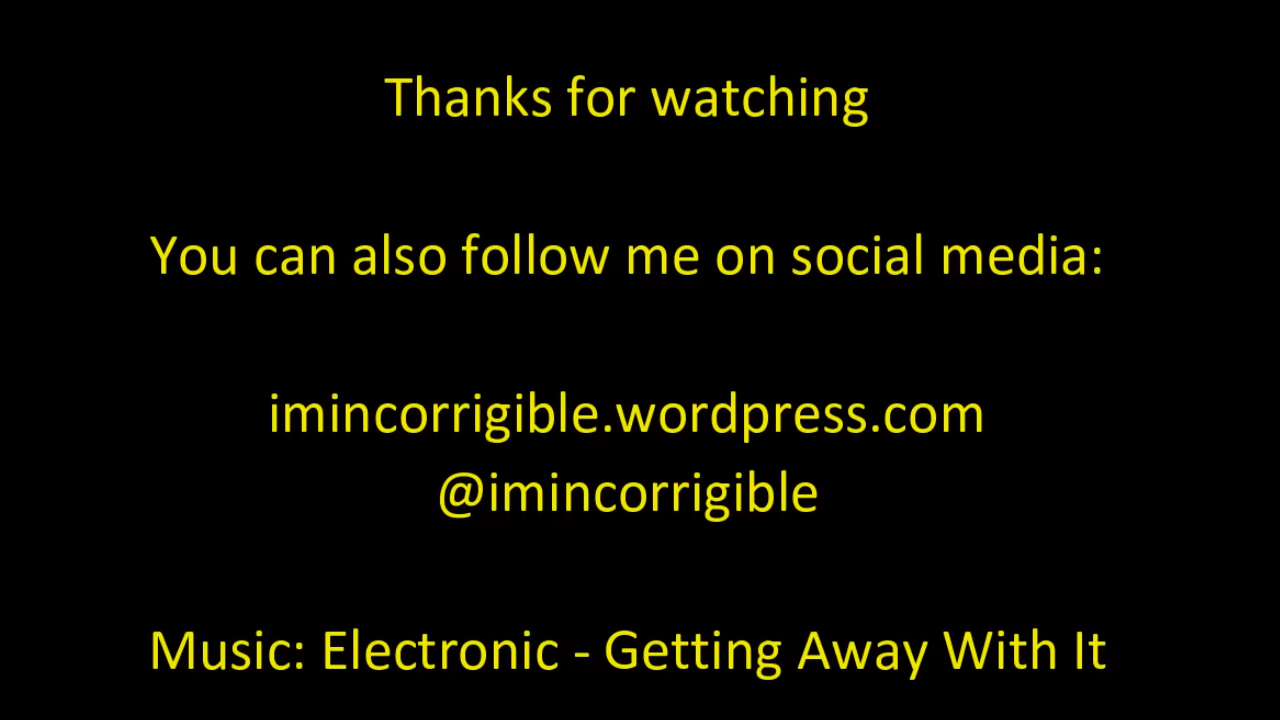 Thanks for watching
You can also follow me on social media:
imincorrigible.wordpress.com
@imincorrigible
Music: Electronic - Getting Away With It